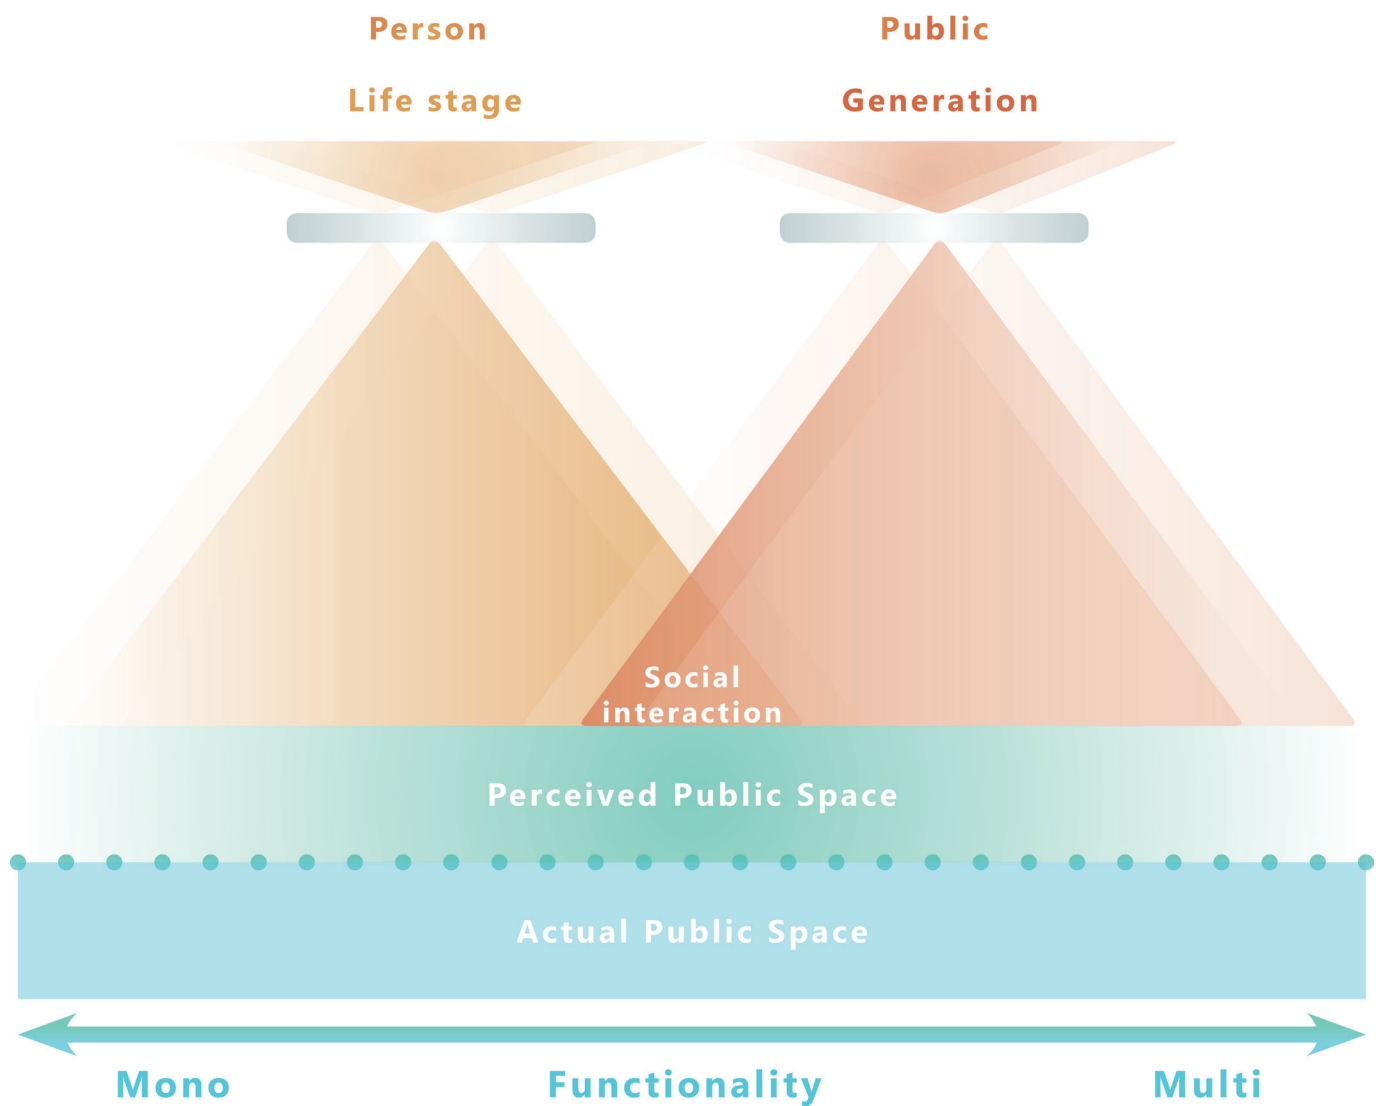 Person
Public
Life stage
Generation
Social
interaction
Perceived Public Space
Actual Public Space
Mono
Functionality
Multi